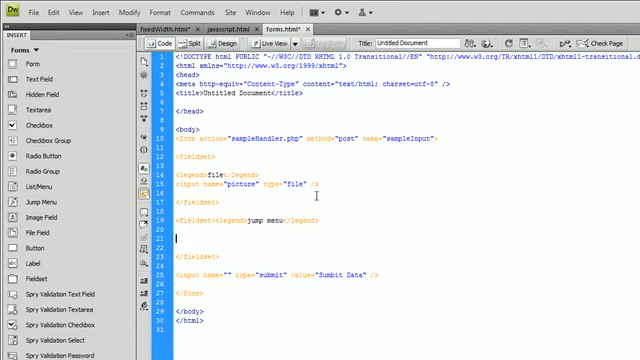 Dw File Edit View Insert Modify Format Commands Site Window Help
fixedWidth.html* javascript.html forms.html*
INSERT
Code Split Design Live View Title: Untitled Document Check Page
Forms
Form
Text Field
Hidden Field
Textarea
Checkbox
Checkbox Group
Radio Button
Radio Group
List/Menu
Jump Menu
Image Field
File Field
Button
Label
Fieldset
Spry Validation Text Field
Spry Validation Textarea
Spry Validation Checkbox
Spry Validation Select
Spry Validation Password
1 <!DOCTYPE html PUBLIC "-//W3C//DTD XHTML 1.0 Transitional//EN" "http://www.w3.org/TR/xhtml1/DTD/xhtml1-transitional.d
2 <html xmlns="http://www.w3.org/1999/xhtml">
3 <head>
4 <meta http-equiv="Content-Type" content="text/html; charset=utf-8" />
5 <title>Untitled Document</title>
6
7 </head>
8
9 <body>
10 <form action="sampleHandler.php" method="post" name="sampleInput">
11
12 <fieldset>
13
14 <legend>file</legend>
15 <input name="picture" type="file" />
16
17 </fieldset>
18
19 <fieldset><legend>jump menu</legend>
20
21
22
23 </fieldset>
24
25 <input name="" type="submit" value="Sumbit Data" />
26
27 </form>
28
29 </body>
30 </html>
31